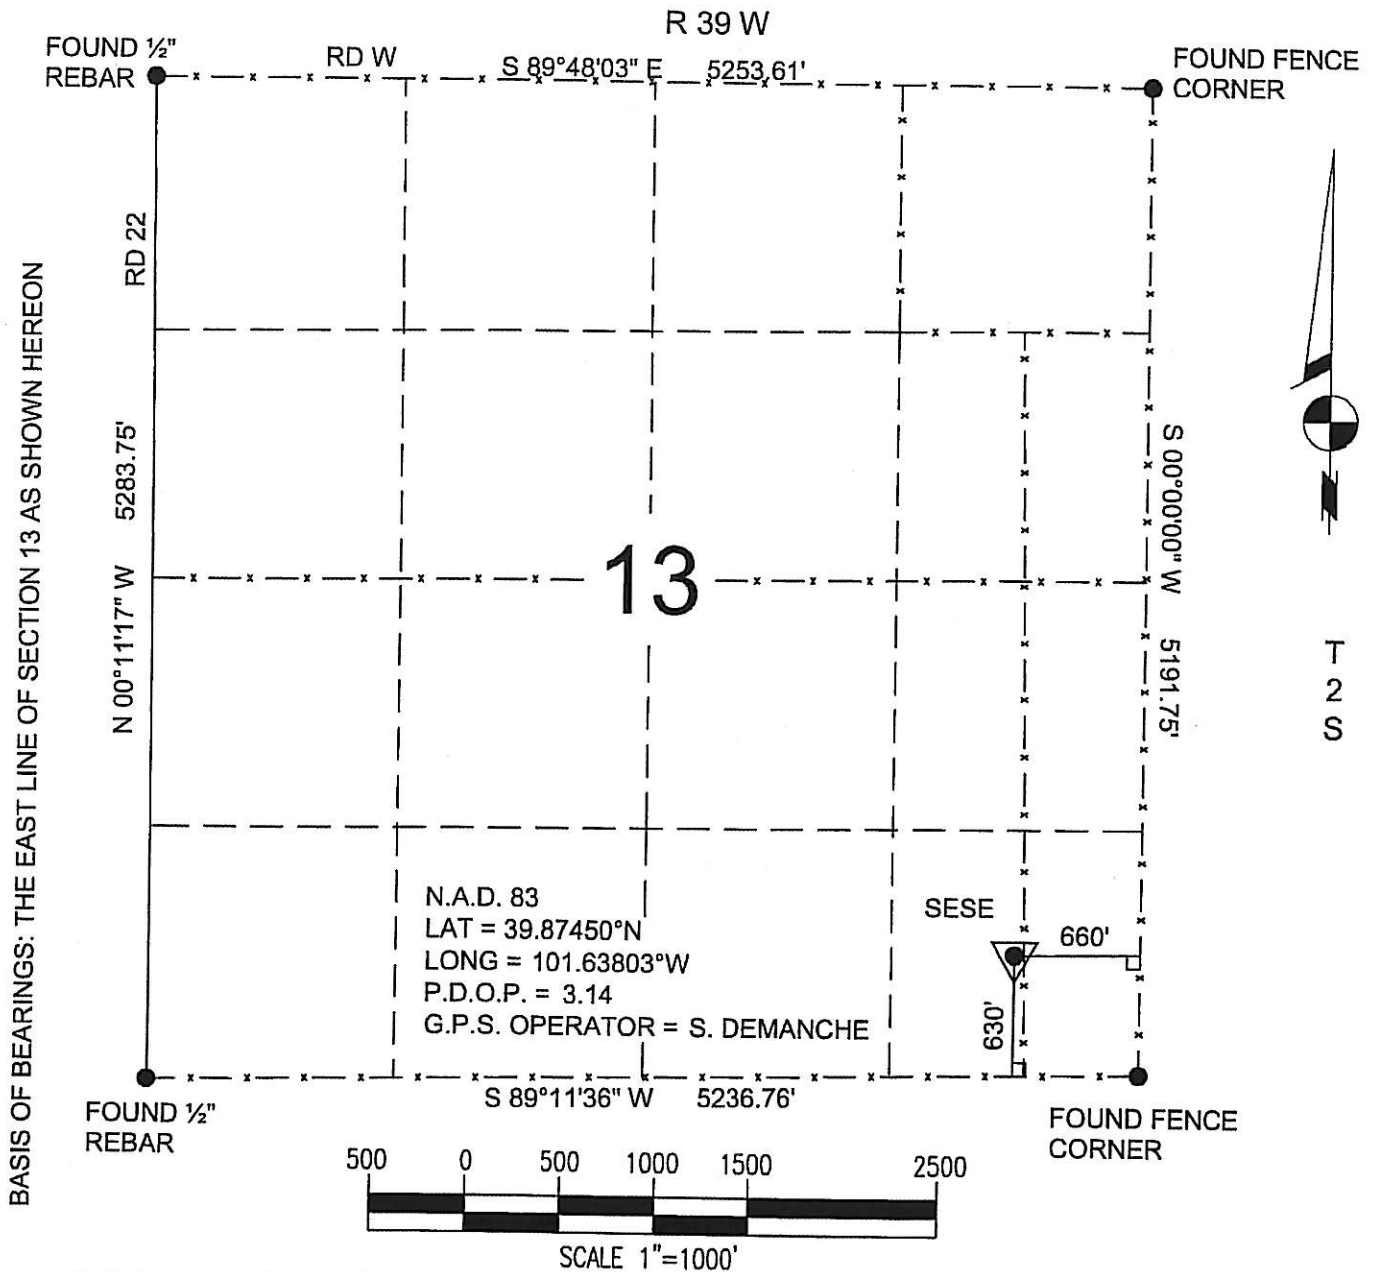 R 39 W
FOUND ½"
REBAR
RD W
S 89°48'03" E 5253.61'
FOUND FENCE
CORNER
RD 22
N 00°11'17" W 5283.75'
BASIS OF BEARINGS: THE EAST LINE OF SECTION 13 AS SHOWN HEREON
S 00°00'00" W 5191.75'
13
T
2
S
N
N.A.D. 83
LAT = 39.87450°N
LONG = 101.63803°W
P.D.O.P. = 3.14
G.P.S. OPERATOR = S. DEMANCHE
SESE
660'
630'
S 89°11'36" W 5236.76'
FOUND ½"
REBAR
FOUND FENCE
CORNER
500 0 500 1000 1500 2500
SCALE 1"=1000'